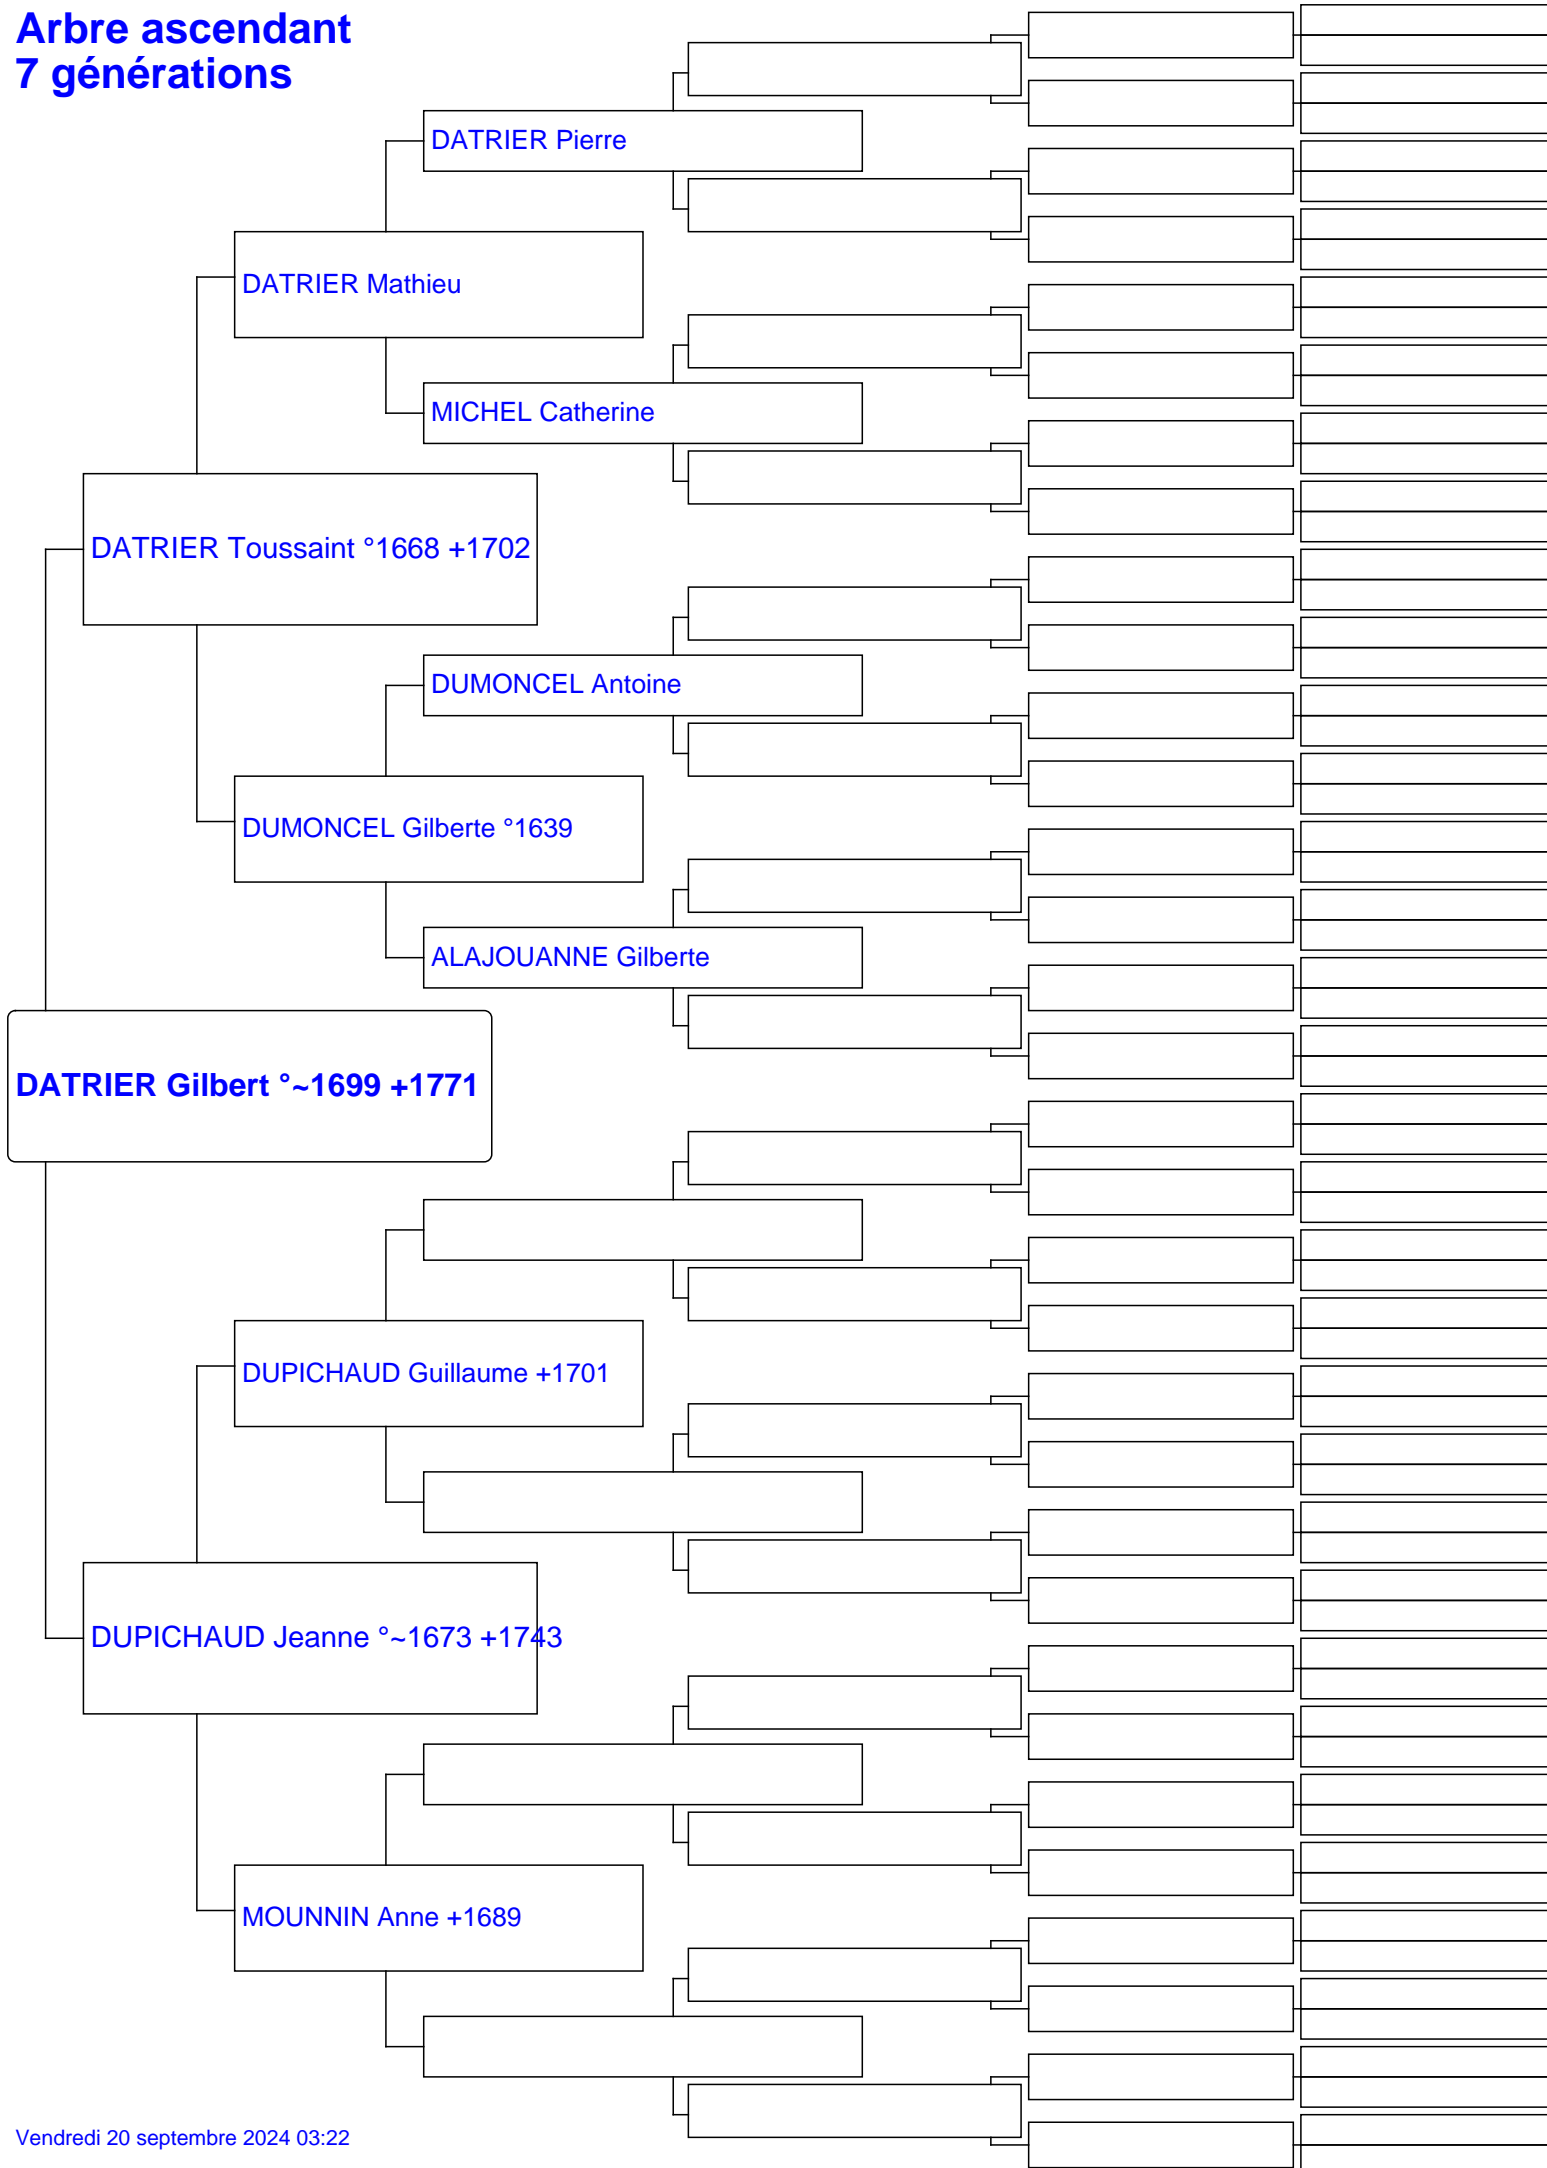 Arbre ascendant
7 générations
DATRIER Pierre
DATRIER Mathieu
MICHEL Catherine
DATRIER Toussaint °1668 +1702
DUMONCEL Antoine
DUMONCEL Gilberte °1639
ALAJOUANNE Gilberte
DATRIER Gilbert °~1699 +1771
DUPICHAUD Guillaume +1701
DUPICHAUD Jeanne °~1673 +1743
MOUNNIN Anne +1689
Vendredi 20 septembre 2024 03:22